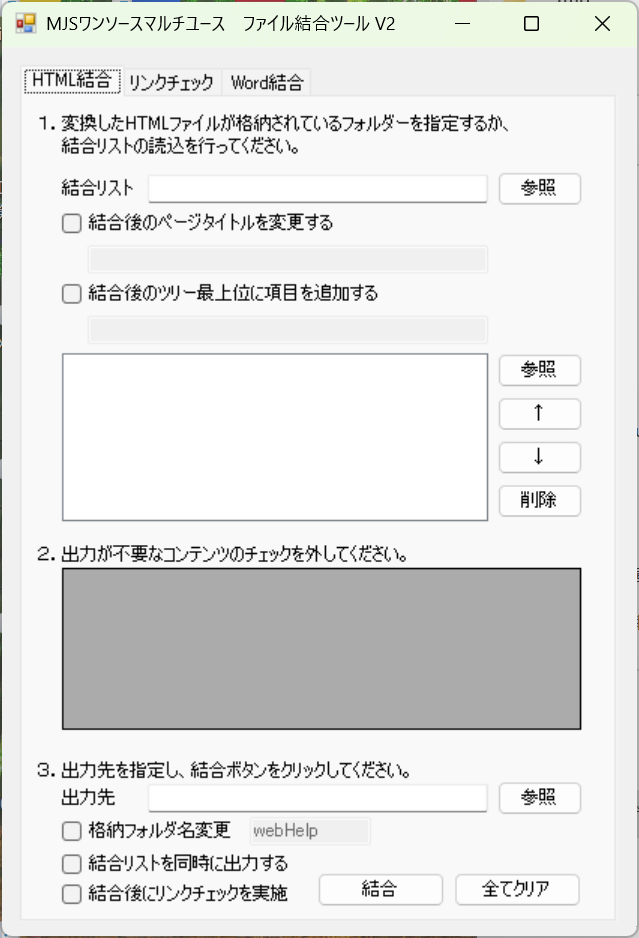 MJSワンソースマルチユース　ファイル結合ツール V2
HTML結合 リンクチェック Word結合
1. 変換したHTMLファイルが格納されているフォルダーを指定するか、
結合リストの読込を行ってください。
結合リスト 参照
結合後のページタイトルを変更する
結合後のツリー最上位に項目を追加する
参照
↑
↓
削除
2. 出力が不要なコンテンツのチェックを外してください。
3. 出力先を指定し、結合ボタンをクリックしてください。
出力先 参照
格納フォルダ名変更 webHelp
結合リストを同時に出力する
結合後にリンクチェックを実施 結合 全てクリア